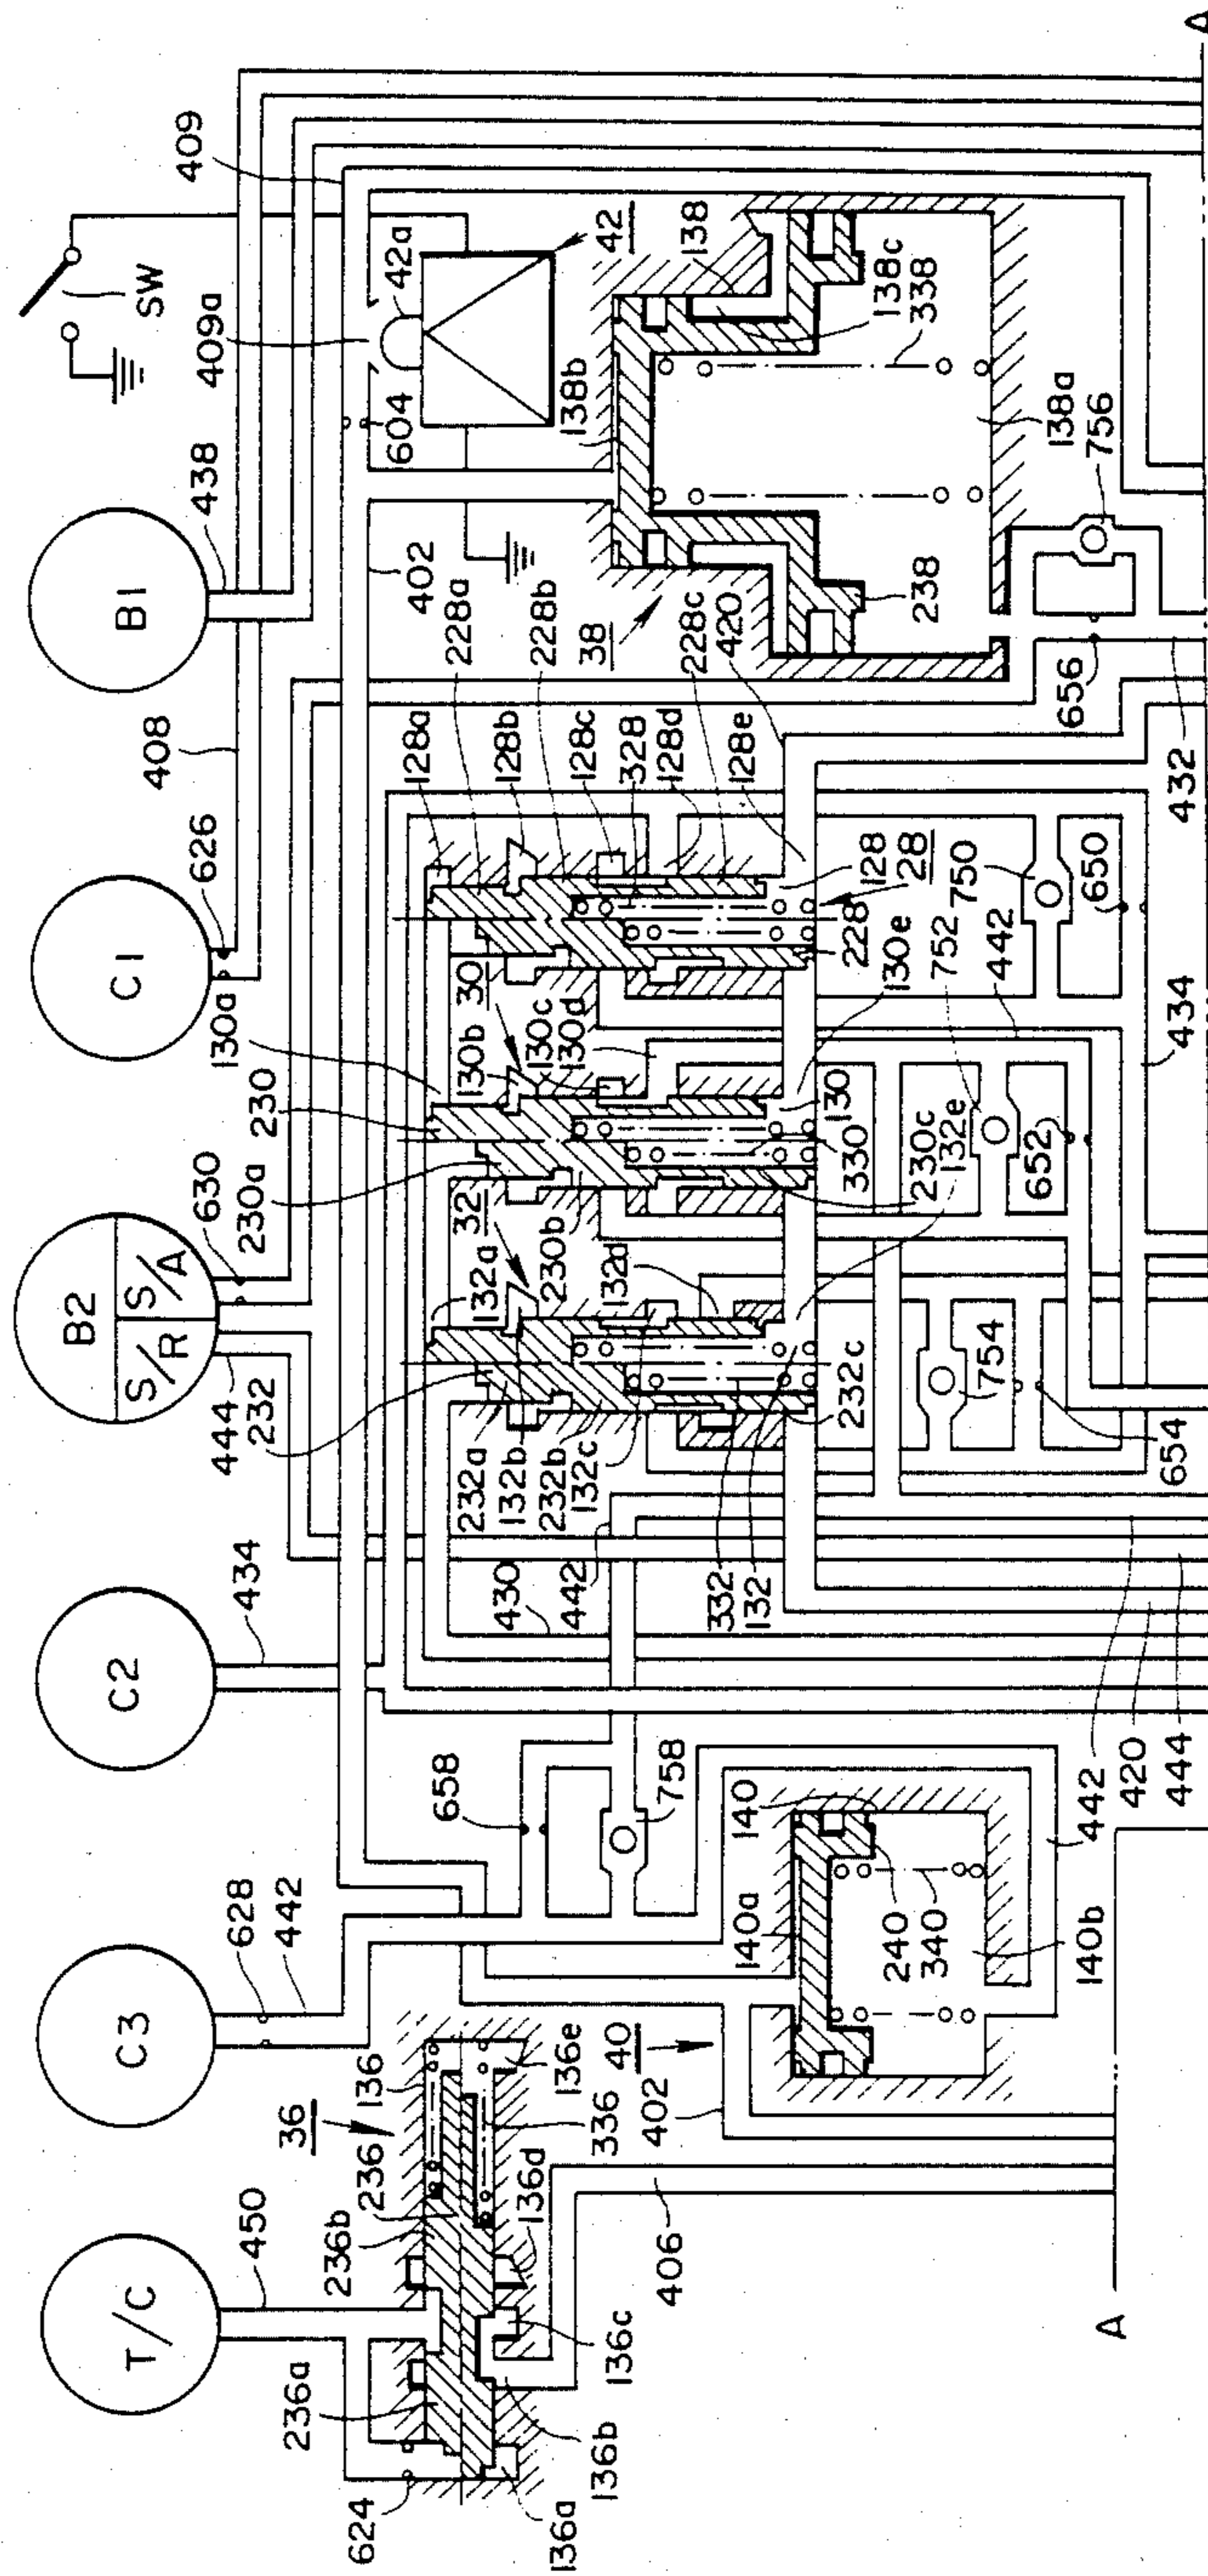 T/C
C3
C2
B2
S/R
S/A
C1
B1
SW
450
36
136
236
236b
236a
624
136a
136b
136c
136d
136e
336
406
628
442
658
758
40
402
140a
140
240
340
140b
442
420
444
A
434
430
442
332
132
444
232
232a
132b
232b
132c
232c
132d
132a
32
230b
630
230a
230
130a
130b
30
130c
130d
330
130
230c
132e
130e
752
652
754
654
442
626
408
128a
228a
128b
228b
128c
328
128d
228c
128e
420
128
28
228
750
650
434
438
402
409a
409
604
42a
42
138b
38
138
138c
338
138a
238
756
656
432
A